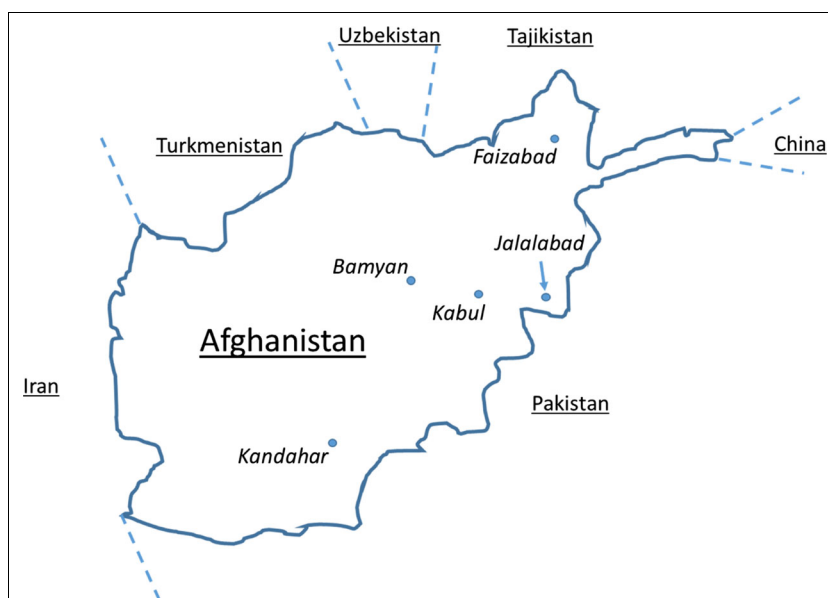 Uzbekistan
Tajikistan
Turkmenistan
China
Faizabad
Jalalabad
Bamyan
Kabul
Afghanistan
Iran
Pakistan
Kandahar